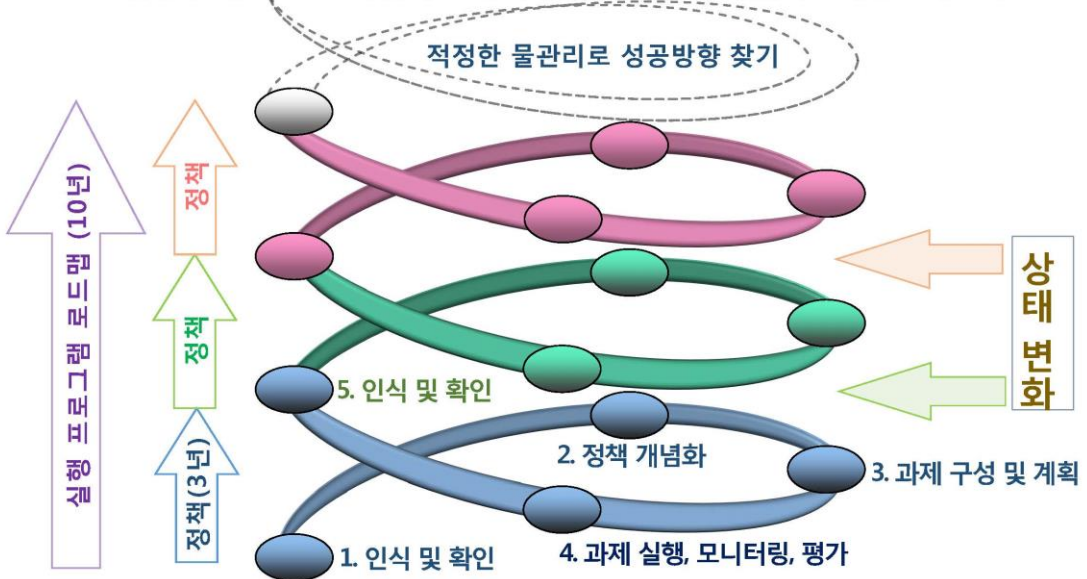 적정한 물관리로 성공방향 찾기
실행 프로그램 로드맵 (10년)
정책
정책
정책(3년)
상태 변화
5. 인식 및 확인
2. 정책 개념화
3. 과제 구성 및 계획
1. 인식 및 확인
4. 과제 실행, 모니터링, 평가